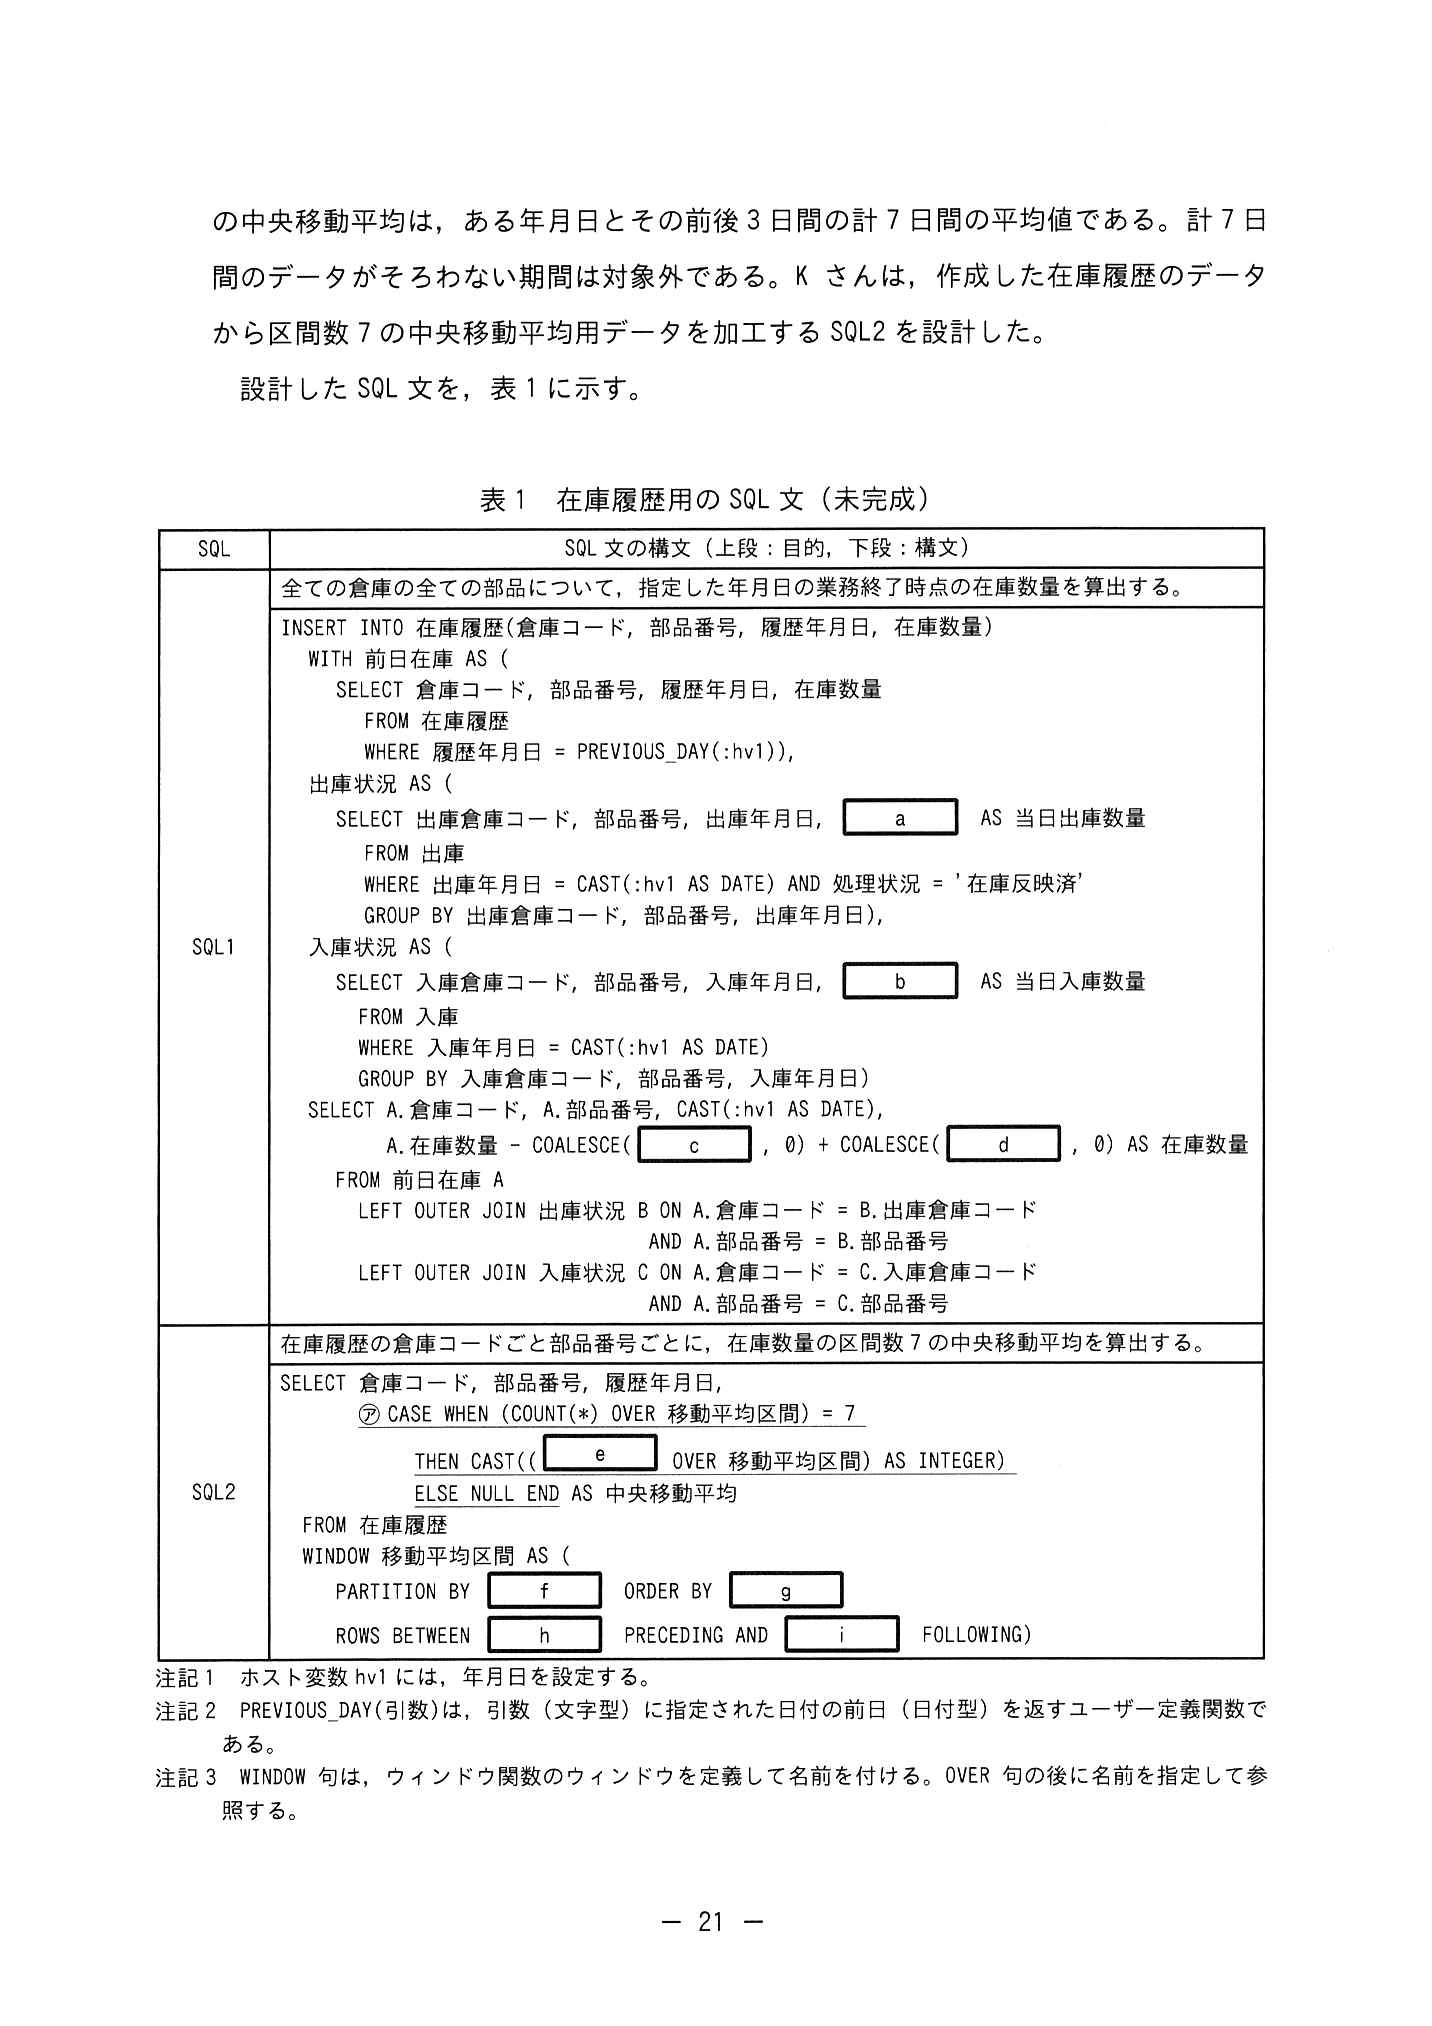 の中央移動平均は，ある年月日とその前後 3 日間の計 7 日間の平均値である。計 7 日
間のデータがそろわない期間は対象外である。K さんは，作成した在庫履歴のデータ
から区間数 7 の中央移動平均用データを加工する SQL2 を設計した。
設計した SQL 文を，表 1 に示す。
表 1 在庫履歴用の SQL 文（未完成）
SQL SQL 文の構文（上段：目的，下段：構文）
全ての倉庫の全ての部品について，指定した年月日の業務終了時点の在庫数量を算出する。
INSERT INTO 在庫履歴(倉庫コード, 部品番号, 履歴年月日, 在庫数量)
WITH 前日在庫 AS (
SELECT 倉庫コード, 部品番号, 履歴年月日, 在庫数量
FROM 在庫履歴
WHERE 履歴年月日 = PREVIOUS_DAY(:hv1)),
出庫状況 AS (
SELECT 出庫倉庫コード, 部品番号, 出庫年月日, a AS 当日出庫数量
FROM 出庫
WHERE 出庫年月日 = CAST(:hv1 AS DATE) AND 処理状況 = '在庫反映済'
GROUP BY 出庫倉庫コード, 部品番号, 出庫年月日),
SQL1
入庫状況 AS (
SELECT 入庫倉庫コード, 部品番号, 入庫年月日, b AS 当日入庫数量
FROM 入庫
WHERE 入庫年月日 = CAST(:hv1 AS DATE)
GROUP BY 入庫倉庫コード, 部品番号, 入庫年月日)
SELECT A.倉庫コード, A.部品番号, CAST(:hv1 AS DATE),
A.在庫数量 - COALESCE( c , 0) + COALESCE( d , 0) AS 在庫数量
FROM 前日在庫 A
LEFT OUTER JOIN 出庫状況 B ON A.倉庫コード = B.出庫倉庫コード
AND A.部品番号 = B.部品番号
LEFT OUTER JOIN 入庫状況 C ON A.倉庫コード = C.入庫倉庫コード
AND A.部品番号 = C.部品番号
在庫履歴の倉庫コードごと部品番号ごとに，在庫数量の区間数 7 の中央移動平均を算出する。
SELECT 倉庫コード, 部品番号, 履歴年月日,
㋐ CASE WHEN (COUNT(*) OVER 移動平均区間) = 7
THEN CAST(( e OVER 移動平均区間) AS INTEGER)
SQL2
ELSE NULL END AS 中央移動平均
FROM 在庫履歴
WINDOW 移動平均区間 AS (
PARTITION BY f ORDER BY g
ROWS BETWEEN h PRECEDING AND i FOLLOWING)
注記 1 ホスト変数 hv1 には，年月日を設定する。
注記 2 PREVIOUS_DAY(引数)は，引数（文字型）に指定された日付の前日（日付型）を返すユーザー定義関数で
ある。
注記 3 WINDOW 句は，ウィンドウ関数のウィンドウを定義して名前を付ける。OVER 句の後に名前を指定して参
照する。
— 21 —